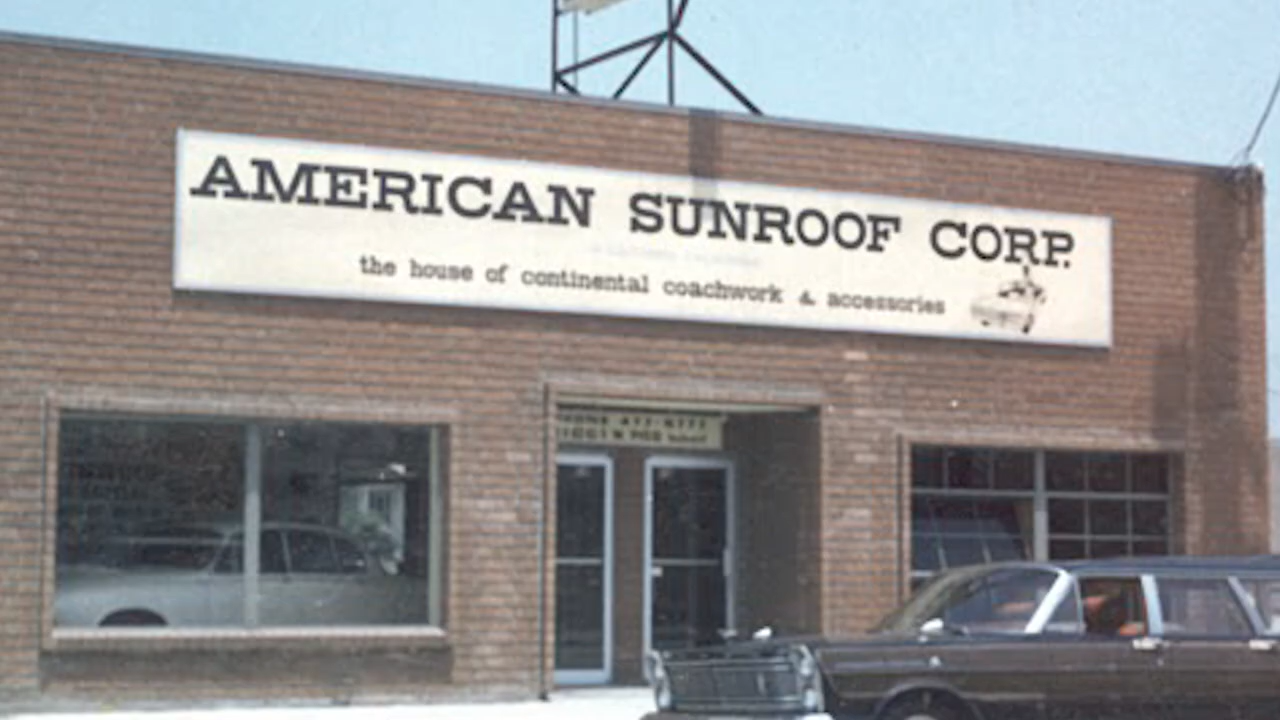 AMERICAN SUNROOF CORP.
the house of continental coachwork & accessories